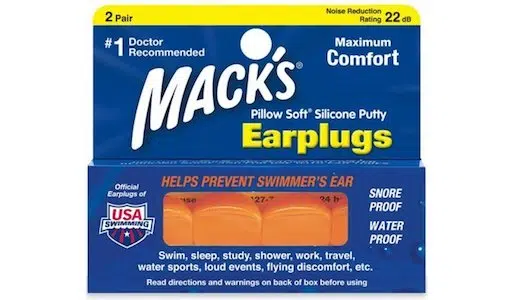 2 Pair
Noise Reduction
Rating 22 dB
#1 Doctor
Recommended
Maximum
Comfort
MACK'S®
Pillow Soft® Silicone Putty
Earplugs
HELPS PREVENT SWIMMER'S EAR
Official
Earplugs of
USA
SWIMMING
SNORE
PROOF
WATER
PROOF
Swim, sleep, study, shower, work, travel,
water sports, loud events, flying discomfort, etc.
Read directions and warnings on back of box before using